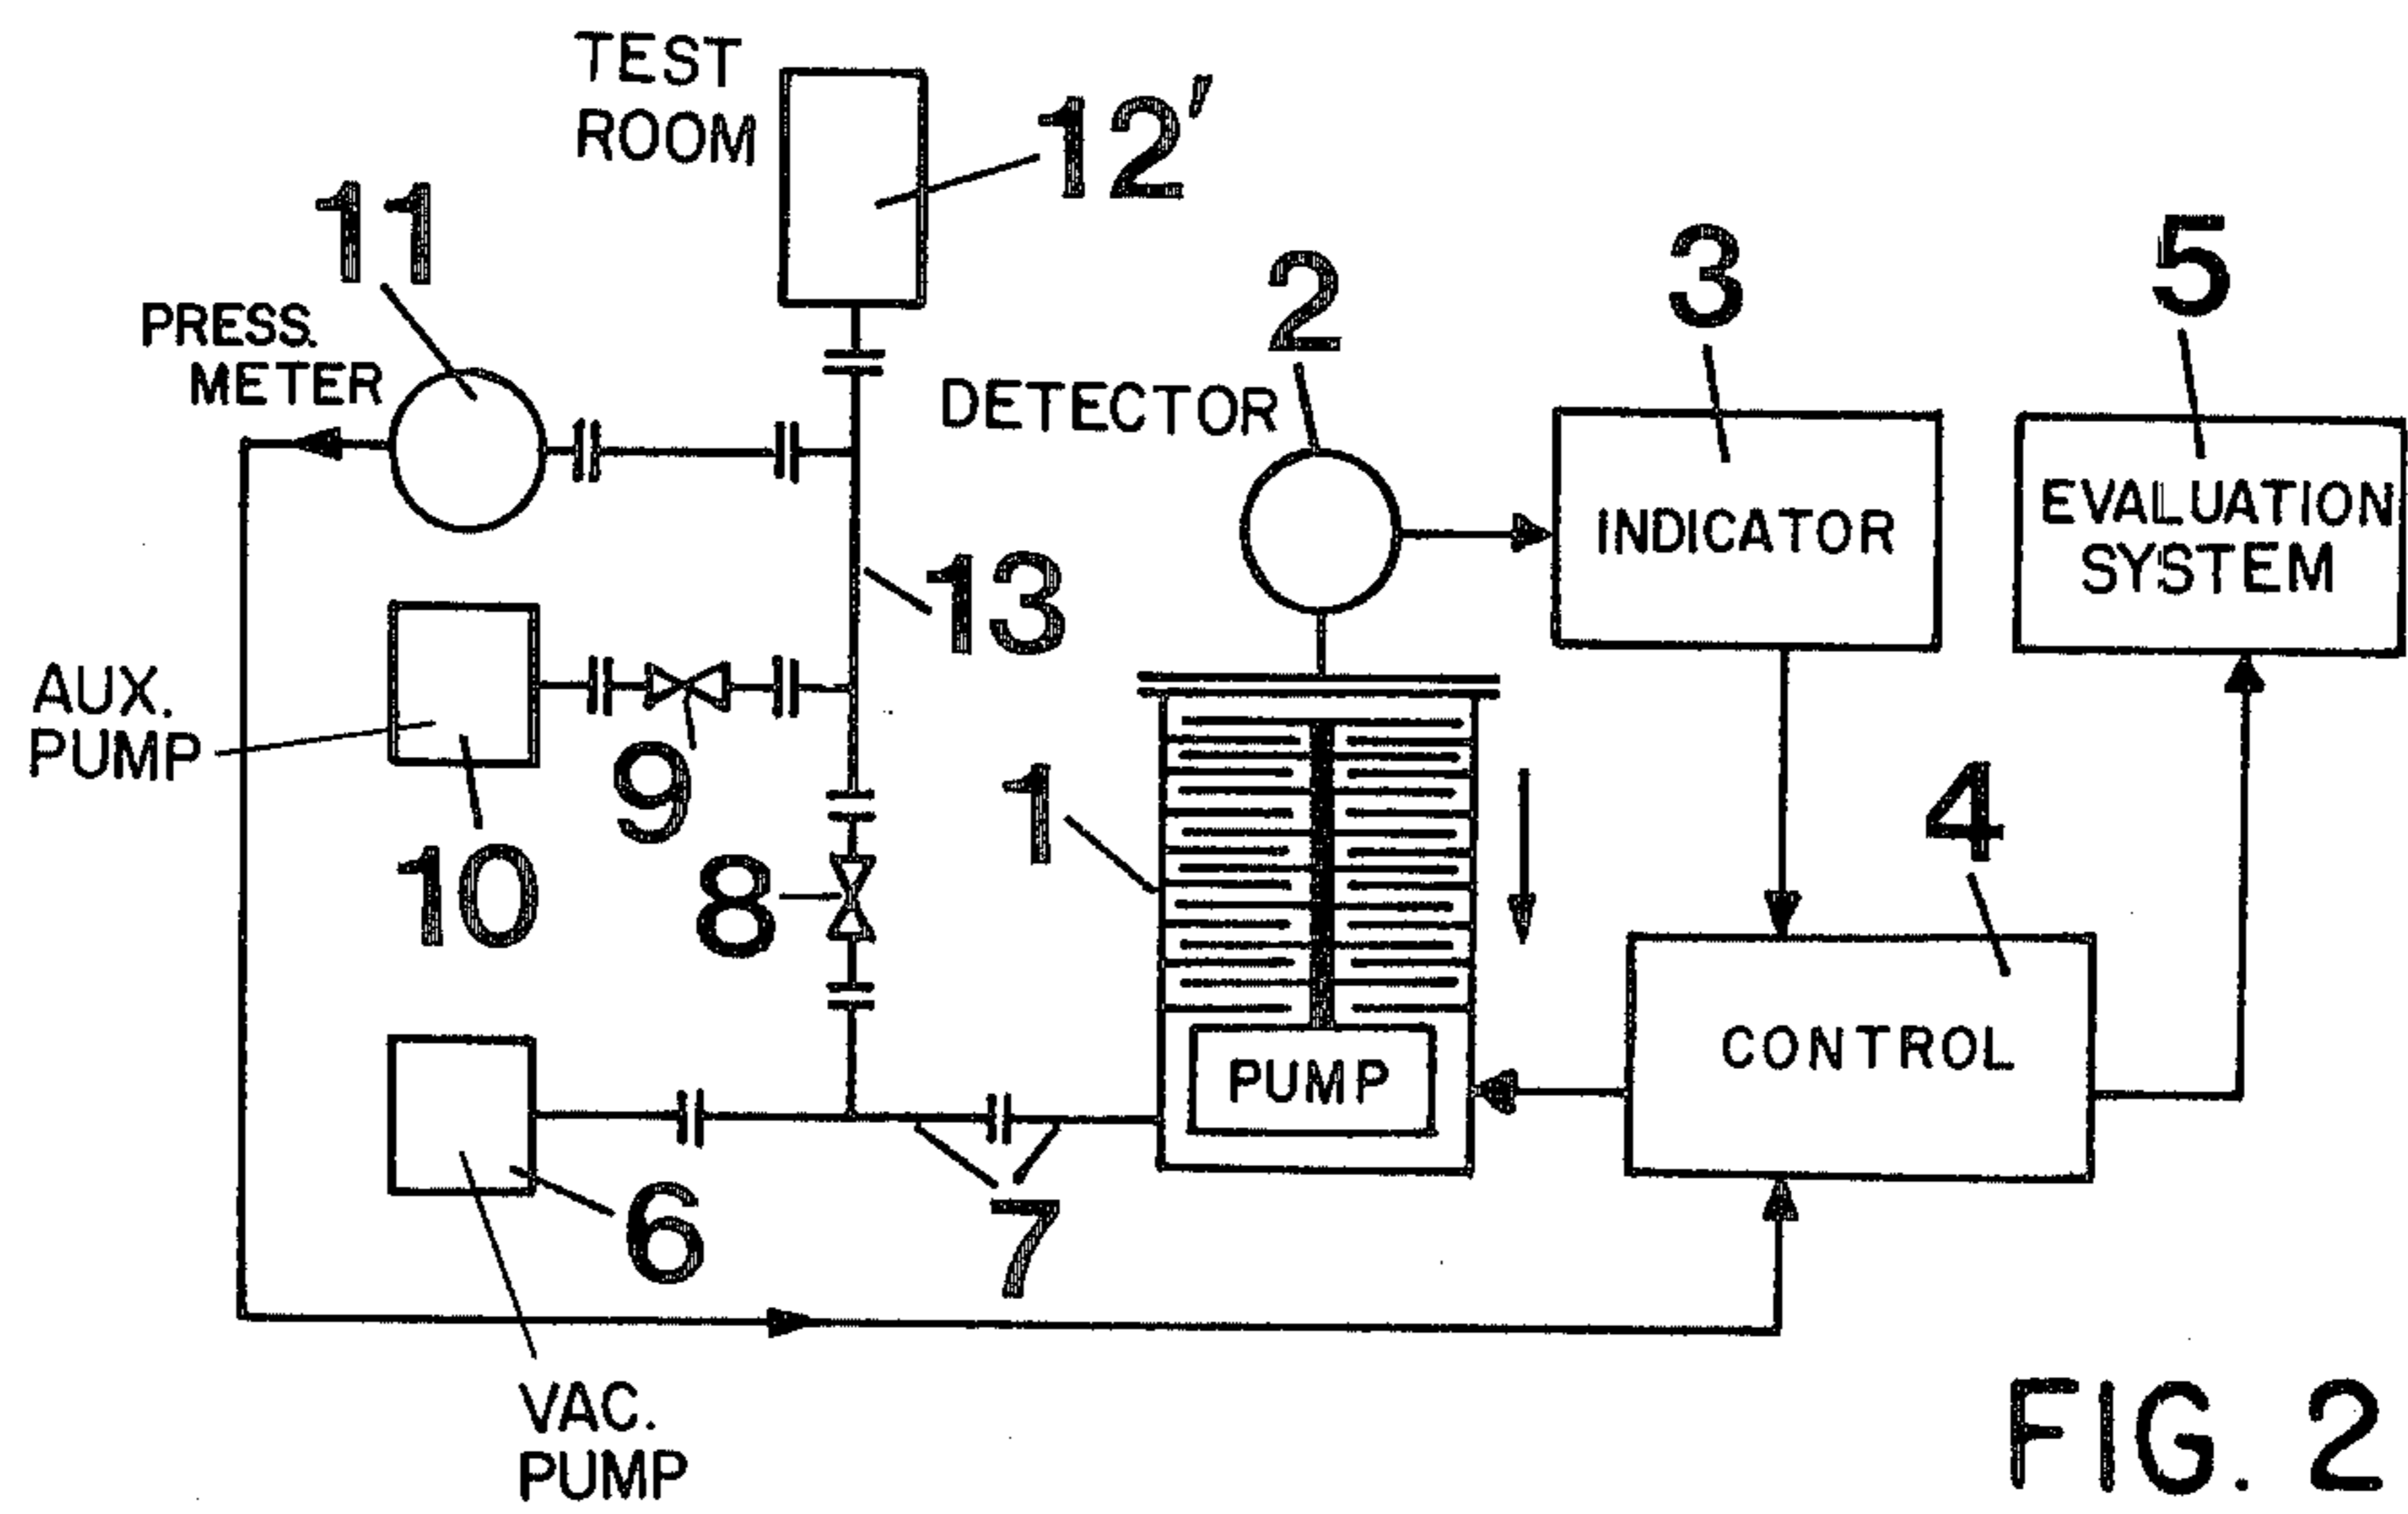 TEST
ROOM
12'
11
PRESS.
METER
2
DETECTOR
3
INDICATOR
5
EVALUATION
SYSTEM
13
AUX.
PUMP
10
9
8
1
PUMP
4
CONTROL
6
7
VAC.
PUMP
FIG. 2